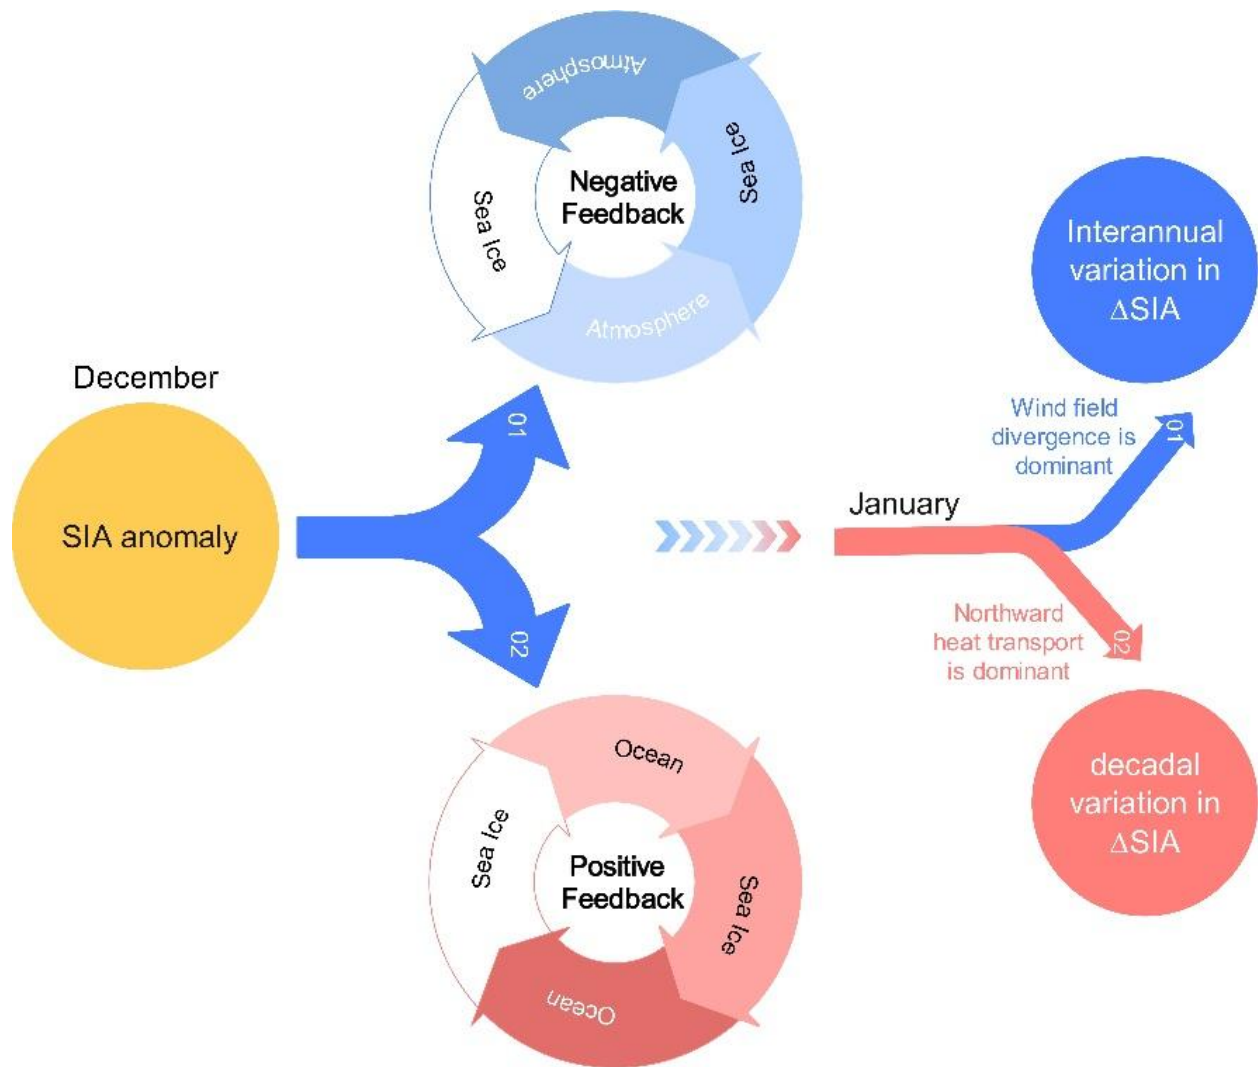 Atmosphere
Sea Ice
Negative
Feedback
Sea Ice
Atmosphere
December
SIA anomaly
01
02
January
Wind field
divergence is
dominant
01
Interannual
variation in
ΔSIA
Northward
heat transport
is dominant
02
decadal
variation in
ΔSIA
Ocean
Sea Ice
Positive
Feedback
Sea Ice
Ocean